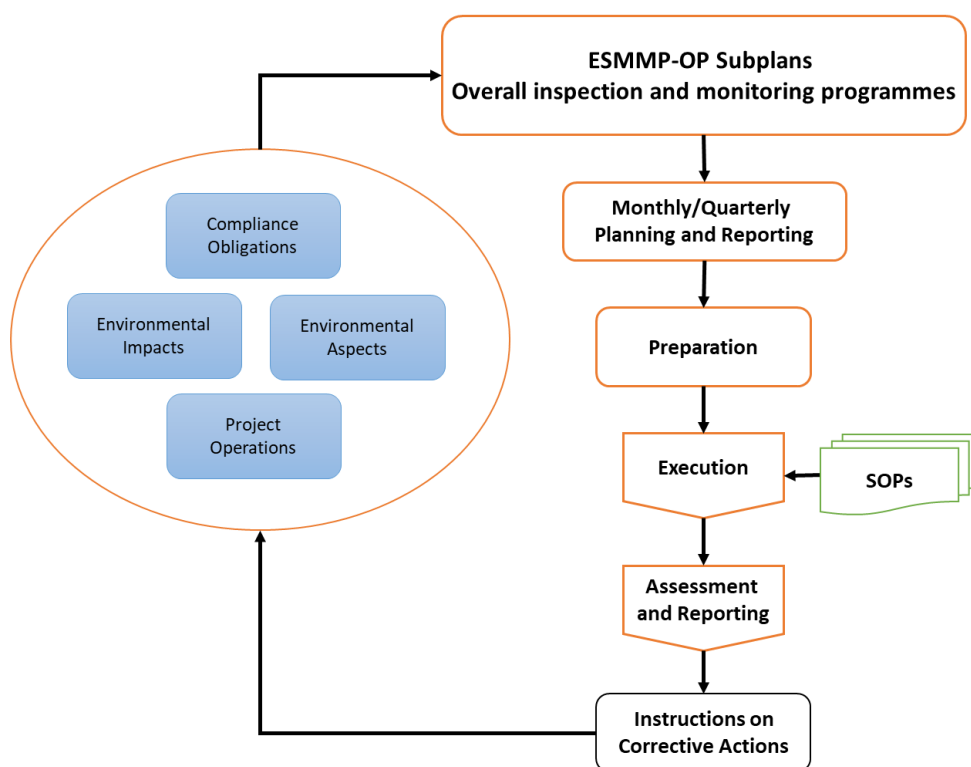 ESMMP-OP Subplans
Overall inspection and monitoring programmes
Compliance
Obligations
Monthly/Quarterly
Planning and Reporting
Environmental
Impacts
Environmental
Aspects
Preparation
Project
Operations
Execution
SOPs
Assessment
and Reporting
Instructions on
Corrective Actions